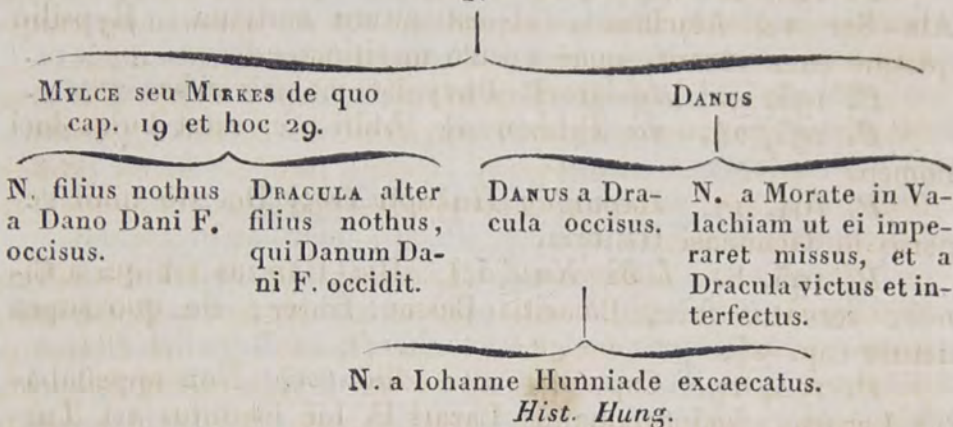 MYLCE seu MIRKES de quo
cap. 19 et hoc 29.
DANUS
N. filius nothus
a Dano Dani F.
occisus.
DRACULA alter
filius nothus,
qui Danum Da-
ni F. occidit.
DANUS a Dra-
cula occisus.
N. a Morate in Va-
lachiam ut ei impe-
raret missus, et a
Dracula victus et in-
terfectus.
N. a Iohanne Hunniade excaecatus.
Hist. Hung.